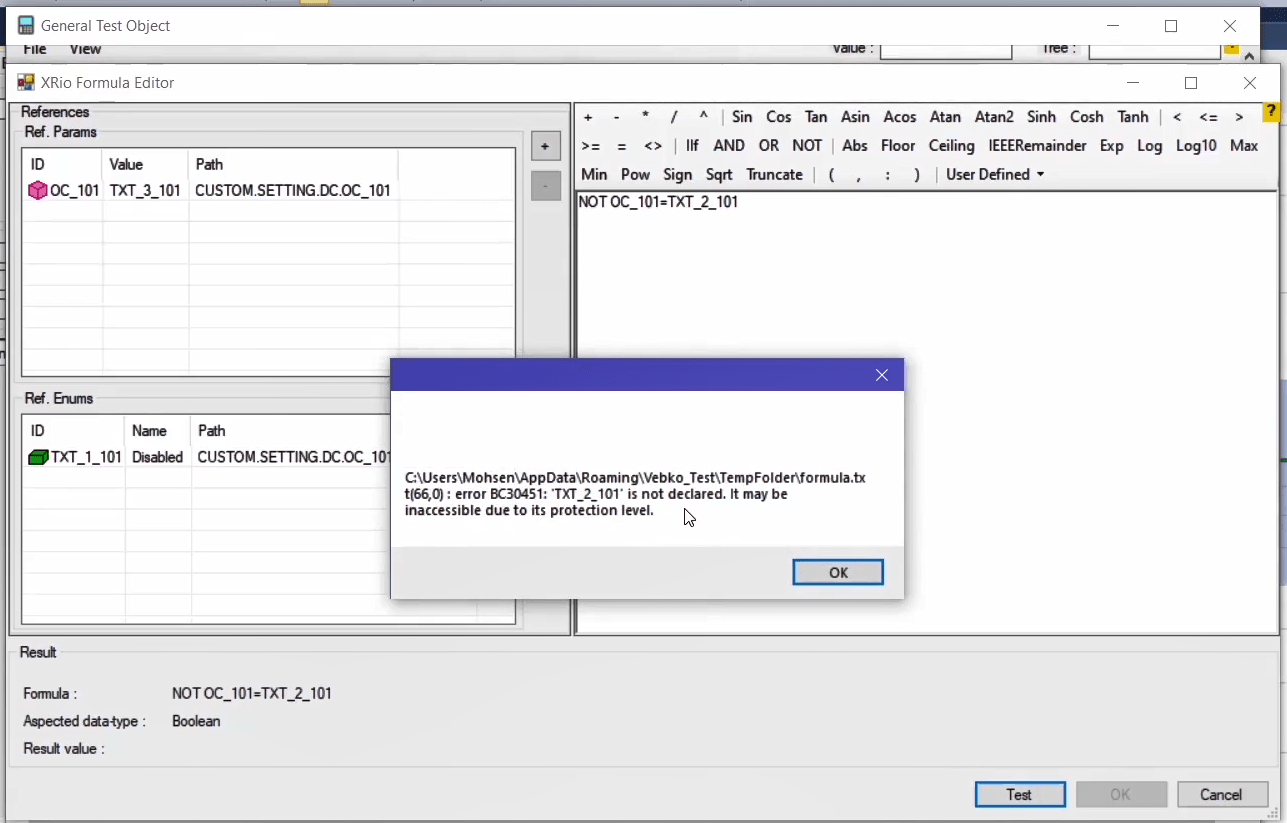 General Test Object
File View Value : Tree :
XRio Formula Editor
References
Ref. Params
ID Value Path
OC_101 TXT_3_101 CUSTOM.SETTING.DC.OC_101
+
-
+ - * / ^ | Sin Cos Tan Asin Acos Atan Atan2 Sinh Cosh Tanh | < <= > ?
>= = <> | IIf AND OR NOT | Abs Floor Ceiling IEEERemainder Exp Log Log10 Max
Min Pow Sign Sqrt Truncate | ( , : ) | User Defined
NOT OC_101=TXT_2_101
Ref. Enums
ID Name Path
TXT_1_101 Disabled CUSTOM.SETTING.DC.OC_101
C:\Users\Mohsen\AppData\Roaming\Vebko_Test\TempFolder\formula.tx
t(66,0) : error BC30451: 'TXT_2_101' is not declared. It may be
inaccessible due to its protection level.
OK
Result
Formula : NOT OC_101=TXT_2_101
Aspected data-type : Boolean
Result value :
Test OK Cancel